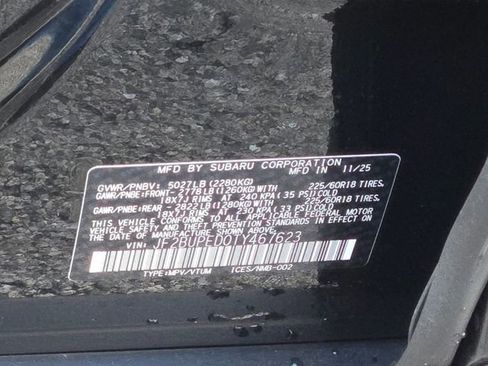 MFD BY SUBARU CORPORATION
MFD IN 11/25
GVWR/PNBV: 5027LB(2280KG)
GAWR/PNBE:FRONT- 2778LB(1260KG)WITH 225/60R18 TIRES,
18X7J RIMS AT 240 KPA(35 PSI)COLD
GAWR/PNBE:REAR - 2822LB(1280KG)WITH 225/60R18 TIRES,
18X7J RIMS AT 230 KPA(33 PSI)COLD
THIS VEHICLE CONFORMS TO ALL APPLICABLE FEDERAL MOTOR
VEHICLE SAFETY AND THEFT PREVENTION STANDARDS IN EFFECT
ON THE DATE OF MANUFACTURE SHOWN ABOVE.
VIN:
TYPE:MPV/VTUM ICES/NMB-002